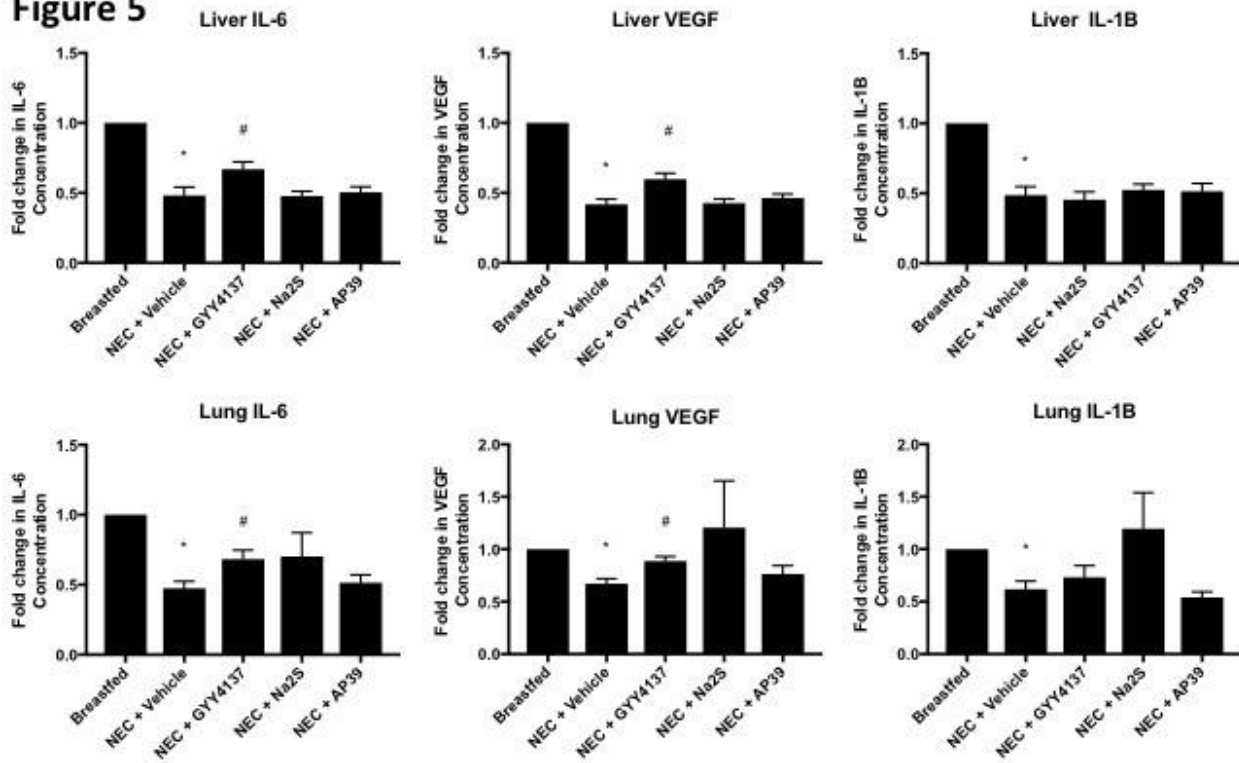 Figure 5
Liver IL-6
Fold change in IL-6
Concentration
1.5
1.0
0.5
0.0
*
#
Breastfed
NEC + Vehicle
NEC + GYY4137
NEC + Na2S
NEC + AP39
Liver VEGF
Fold change in VEGF
Concentration
1.5
1.0
0.5
0.0
*
#
Breastfed
NEC + Vehicle
NEC + GYY4137
NEC + Na2S
NEC + AP39
Liver IL-1B
Fold change in IL-1B
Concentration
1.5
1.0
0.5
0.0
*
Breastfed
NEC + Vehicle
NEC + Na2S
NEC + GYY4137
NEC + AP39
Lung IL-6
Fold change in IL-6
Concentration
1.5
1.0
0.5
0.0
*
#
Breastfed
NEC + Vehicle
NEC + GYY4137
NEC + Na2S
NEC + AP39
Lung VEGF
Fold change in VEGF
Concentration
2.0
1.5
1.0
0.5
0.0
*
#
Breastfed
NEC + Vehicle
NEC + GYY4137
NEC + Na2S
NEC + AP39
Lung IL-1B
Fold change in IL-1B
Concentration
2.0
1.5
1.0
0.5
0.0
*
Breastfed
NEC + Vehicle
NEC + GYY4137
NEC + Na2S
NEC + AP39